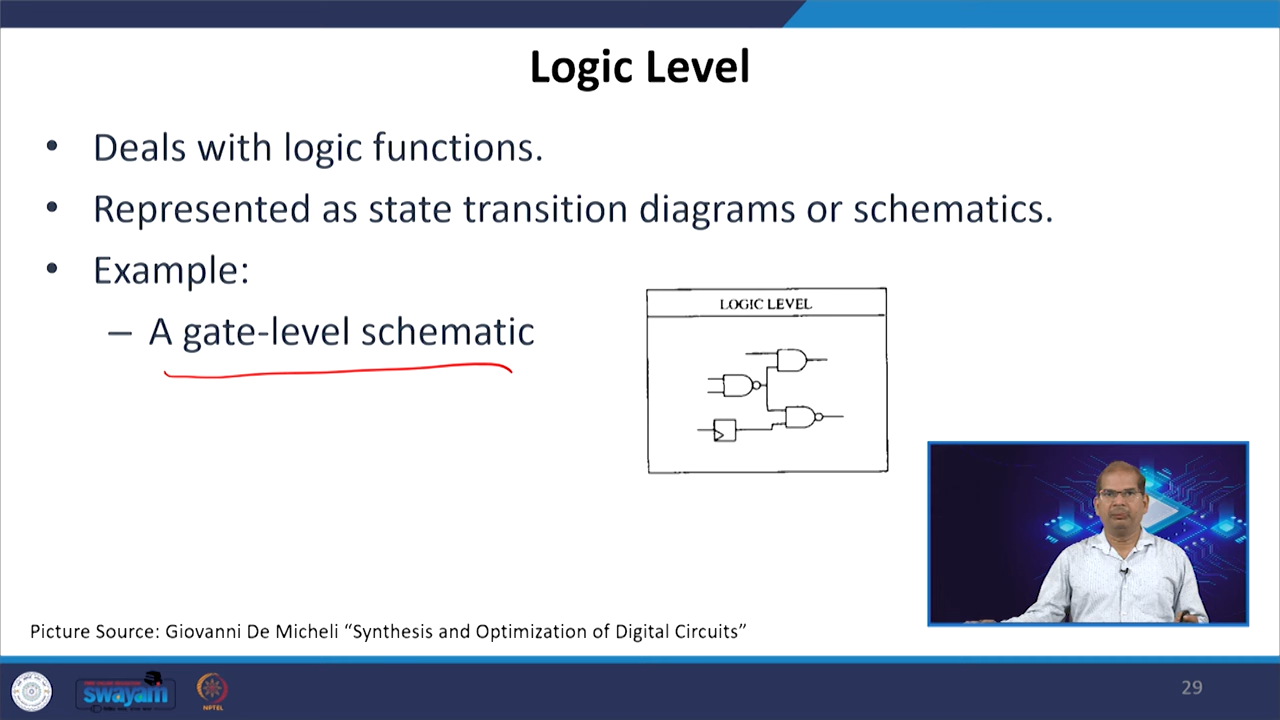 Logic Level
• Deals with logic functions.
• Represented as state transition diagrams or schematics.
• Example:
– A gate-level schematic
LOGIC LEVEL
Picture Source: Giovanni De Micheli “Synthesis and Optimization of Digital Circuits”
swayam
NPTEL
29